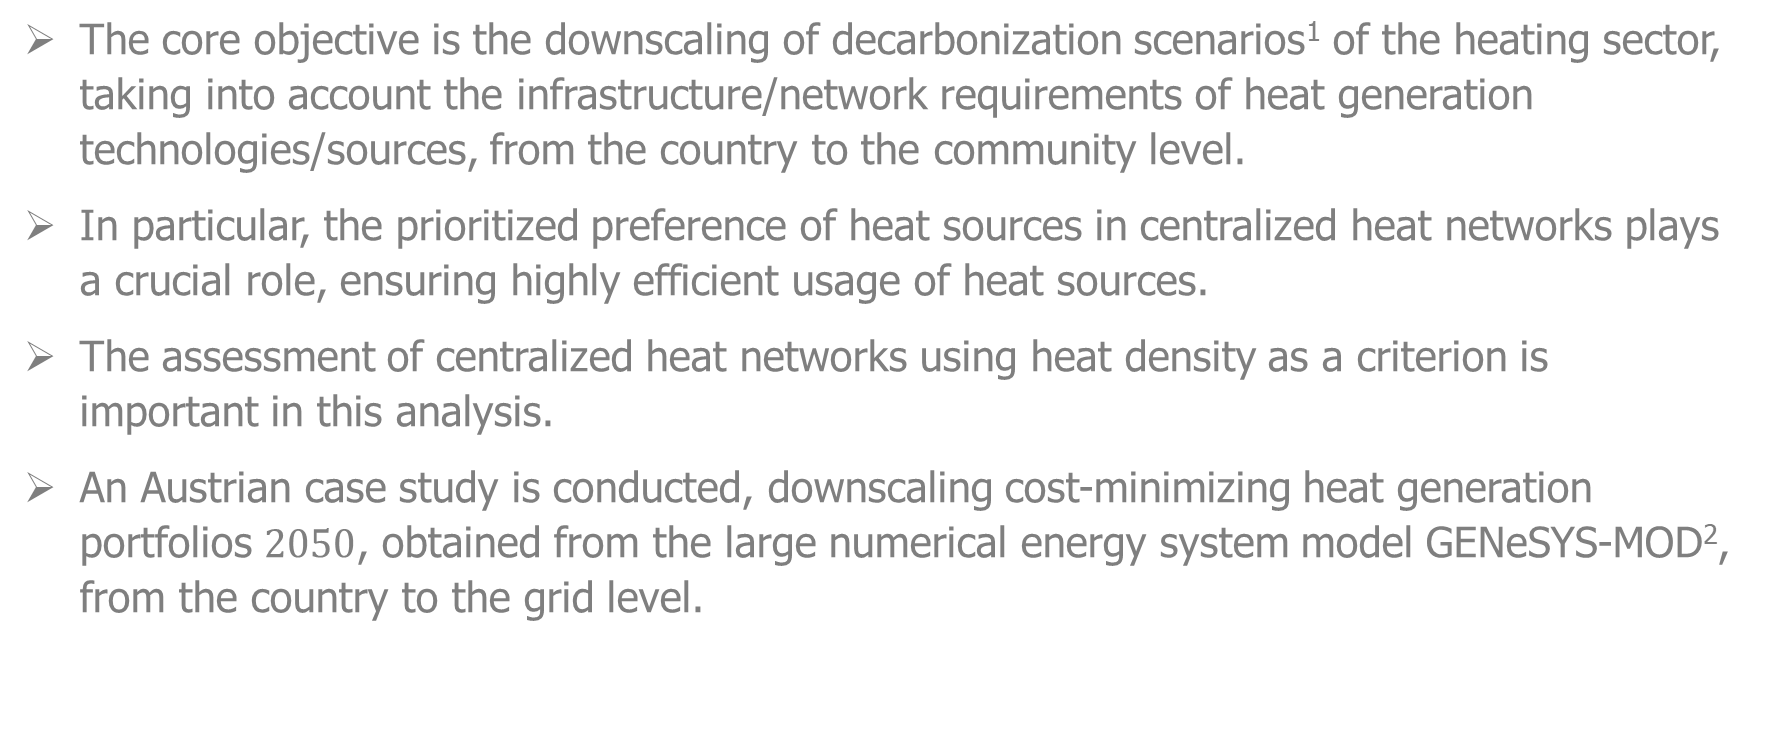 ➢ The core objective is the downscaling of decarbonization scenarios¹ of the heating sector,
taking into account the infrastructure/network requirements of heat generation
technologies/sources, from the country to the community level.
➢ In particular, the prioritized preference of heat sources in centralized heat networks plays
a crucial role, ensuring highly efficient usage of heat sources.
➢ The assessment of centralized heat networks using heat density as a criterion is
important in this analysis.
➢ An Austrian case study is conducted, downscaling cost-minimizing heat generation
portfolios 2050, obtained from the large numerical energy system model GENeSYS-MOD²,
from the country to the grid level.